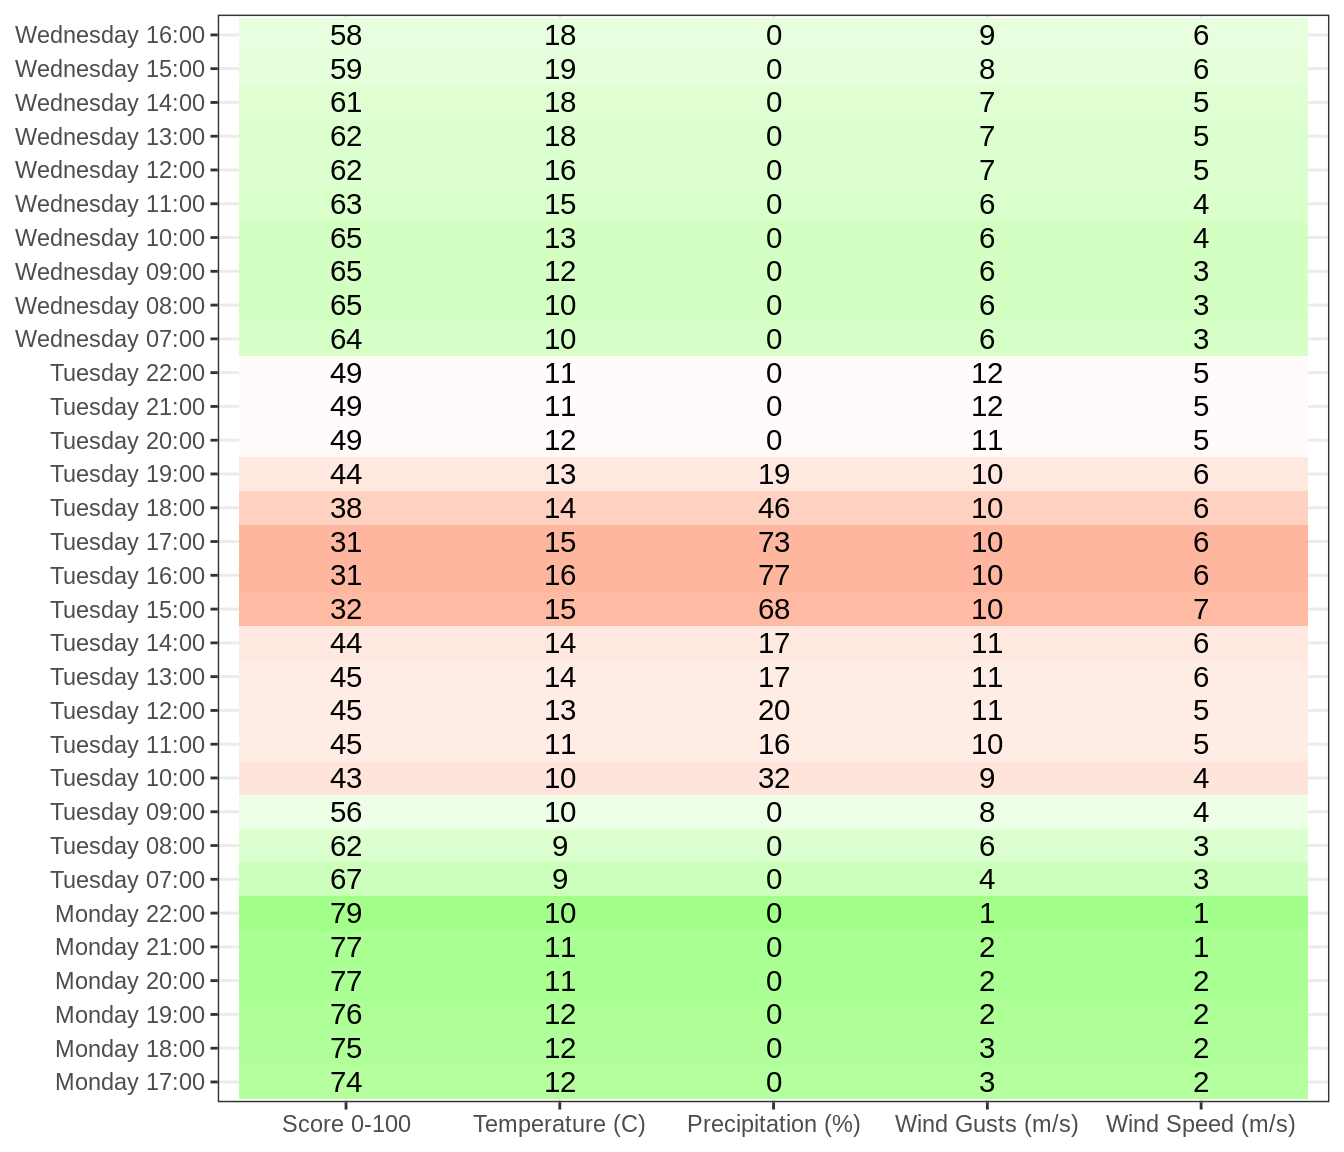 Wednesday 16:00 58 18 0 9 6
Wednesday 15:00 59 19 0 8 6
Wednesday 14:00 61 18 0 7 5
Wednesday 13:00 62 18 0 7 5
Wednesday 12:00 62 16 0 7 5
Wednesday 11:00 63 15 0 6 4
Wednesday 10:00 65 13 0 6 4
Wednesday 09:00 65 12 0 6 3
Wednesday 08:00 65 10 0 6 3
Wednesday 07:00 64 10 0 6 3
Tuesday 22:00 49 11 0 12 5
Tuesday 21:00 49 11 0 12 5
Tuesday 20:00 49 12 0 11 5
Tuesday 19:00 44 13 19 10 6
Tuesday 18:00 38 14 46 10 6
Tuesday 17:00 31 15 73 10 6
Tuesday 16:00 31 16 77 10 6
Tuesday 15:00 32 15 68 10 7
Tuesday 14:00 44 14 17 11 6
Tuesday 13:00 45 14 17 11 6
Tuesday 12:00 45 13 20 11 5
Tuesday 11:00 45 11 16 10 5
Tuesday 10:00 43 10 32 9 4
Tuesday 09:00 56 10 0 8 4
Tuesday 08:00 62 9 0 6 3
Tuesday 07:00 67 9 0 4 3
Monday 22:00 79 10 0 1 1
Monday 21:00 77 11 0 2 1
Monday 20:00 77 11 0 2 2
Monday 19:00 76 12 0 2 2
Monday 18:00 75 12 0 3 2
Monday 17:00 74 12 0 3 2
Score 0-100 Temperature (C) Precipitation (%) Wind Gusts (m/s) Wind Speed (m/s)